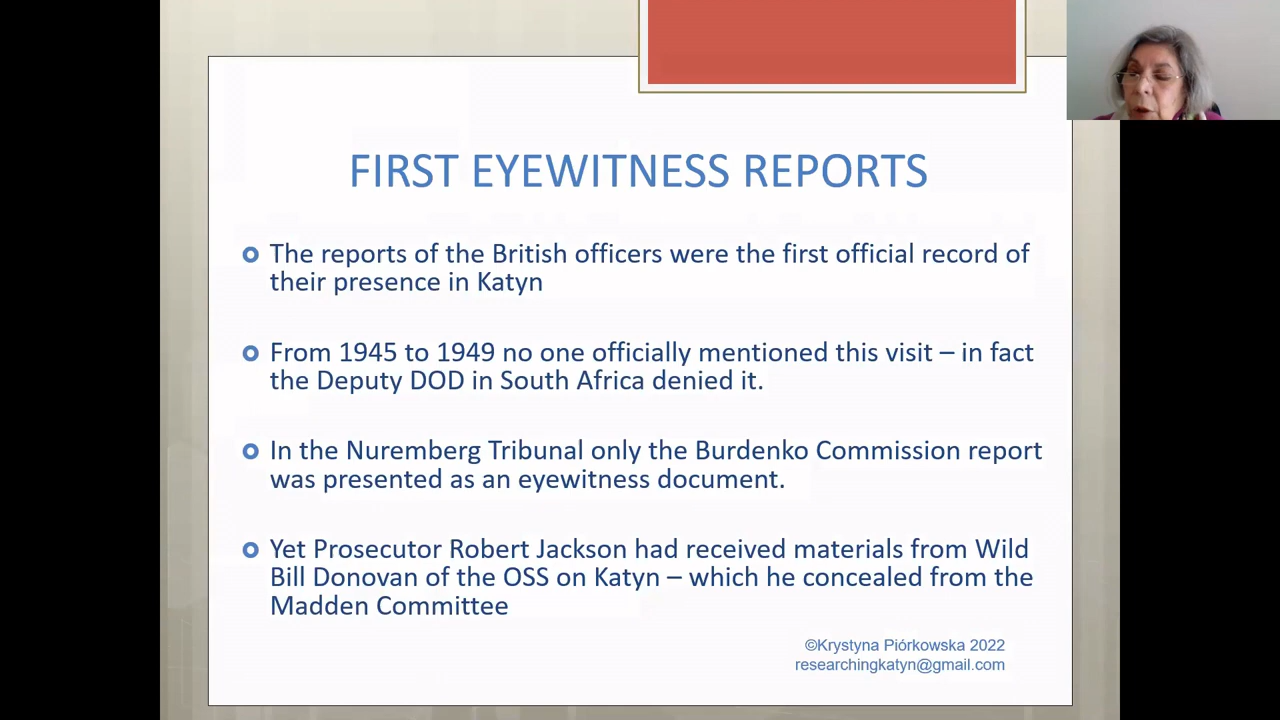 FIRST EYEWITNESS REPORTS
The reports of the British officers were the first official record of
their presence in Katyn
From 1945 to 1949 no one officially mentioned this visit – in fact
the Deputy DOD in South Africa denied it.
In the Nuremberg Tribunal only the Burdenko Commission report
was presented as an eyewitness document.
Yet Prosecutor Robert Jackson had received materials from Wild
Bill Donovan of the OSS on Katyn – which he concealed from the
Madden Committee
©Krystyna Piórkowska 2022
researchingkatyn@gmail.com